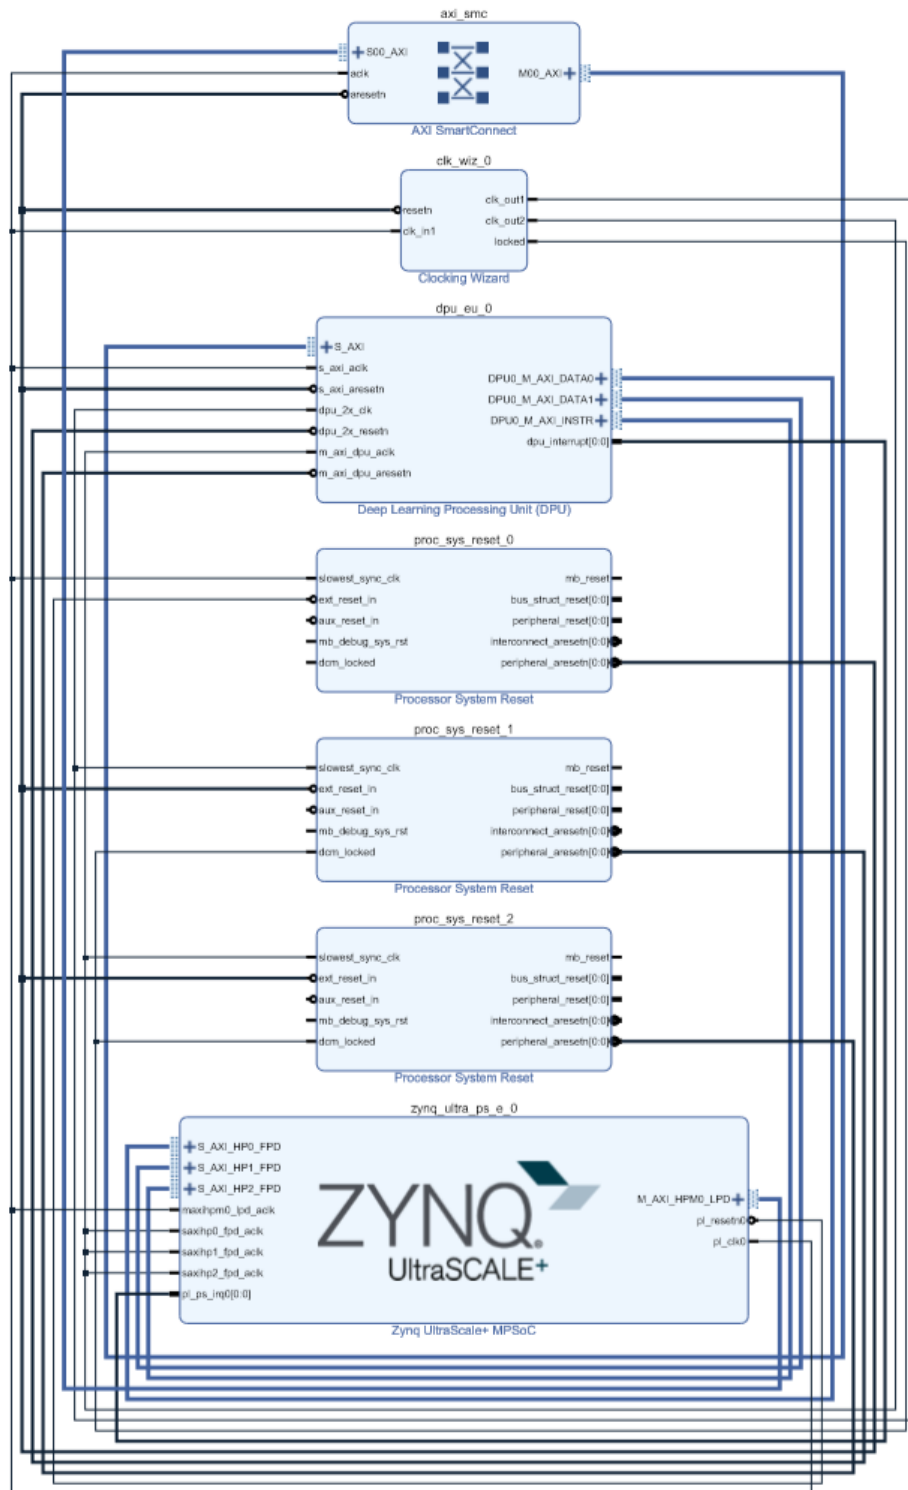 axi_smc
S00_AXI
aclk
aresetn
M00_AXI
AXI SmartConnect
clk_wiz_0
resetn
clk_in1
clk_out1
clk_out2
locked
Clocking Wizard
dpu_eu_0
S_AXI
s_axi_aclk
s_axi_aresetn
dpu_2x_clk
dpu_2x_resetn
m_axi_dpu_aclk
m_axi_dpu_aresetn
DPU0_M_AXI_DATA0
DPU0_M_AXI_DATA1
DPU0_M_AXI_INSTR
dpu_interrupt[0:0]
Deep Learning Processing Unit (DPU)
proc_sys_reset_0
slowest_sync_clk
ext_reset_in
aux_reset_in
mb_debug_sys_rst
dcm_locked
mb_reset
bus_struct_reset[0:0]
peripheral_reset[0:0]
interconnect_aresetn[0:0]
peripheral_aresetn[0:0]
Processor System Reset
proc_sys_reset_1
slowest_sync_clk
ext_reset_in
aux_reset_in
mb_debug_sys_rst
dcm_locked
mb_reset
bus_struct_reset[0:0]
peripheral_reset[0:0]
interconnect_aresetn[0:0]
peripheral_aresetn[0:0]
Processor System Reset
proc_sys_reset_2
slowest_sync_clk
ext_reset_in
aux_reset_in
mb_debug_sys_rst
dcm_locked
mb_reset
bus_struct_reset[0:0]
peripheral_reset[0:0]
interconnect_aresetn[0:0]
peripheral_aresetn[0:0]
Processor System Reset
zynq_ultra_ps_e_0
S_AXI_HP0_FPD
S_AXI_HP1_FPD
S_AXI_HP2_FPD
maxihpm0_lpd_aclk
saxihp0_fpd_aclk
saxihp1_fpd_aclk
saxihp2_fpd_aclk
pl_ps_irq0[0:0]
ZYNQ.
UltraSCALE+
M_AXI_HPM0_LPD
pl_resetn0
pl_clk0
Zynq UltraScale+ MPSoC